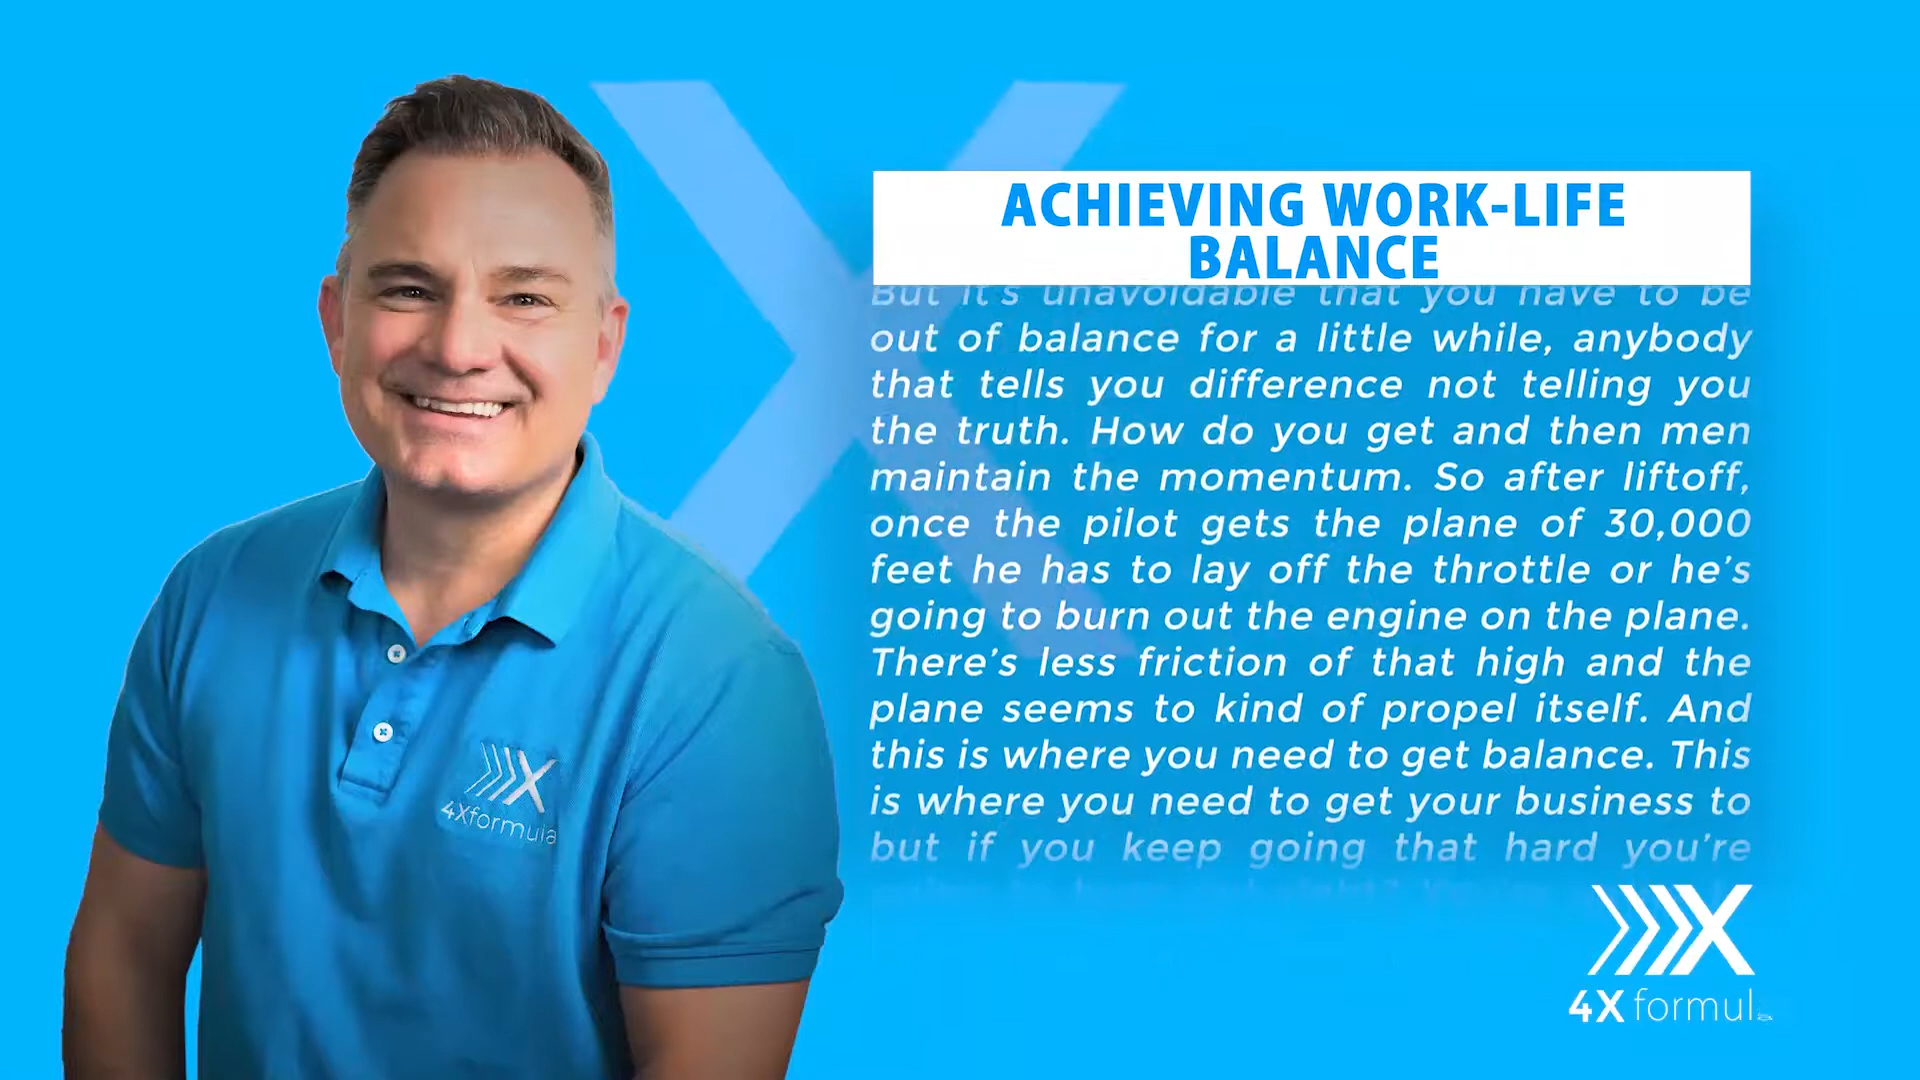 ACHIEVING WORK-LIFE
BALANCE
But it's unavoidable that you have to be
out of balance for a little while, anybody
that tells you difference not telling you
the truth. How do you get and then men
maintain the momentum. So after liftoff,
once the pilot gets the plane of 30,000
feet he has to lay off the throttle or he's
going to burn out the engine on the plane.
There's less friction of that high and the
plane seems to kind of propel itself. And
this is where you need to get balance. This
is where you need to get your business to
but if you keep going that hard you're
X
4Xformula
X
4X formul